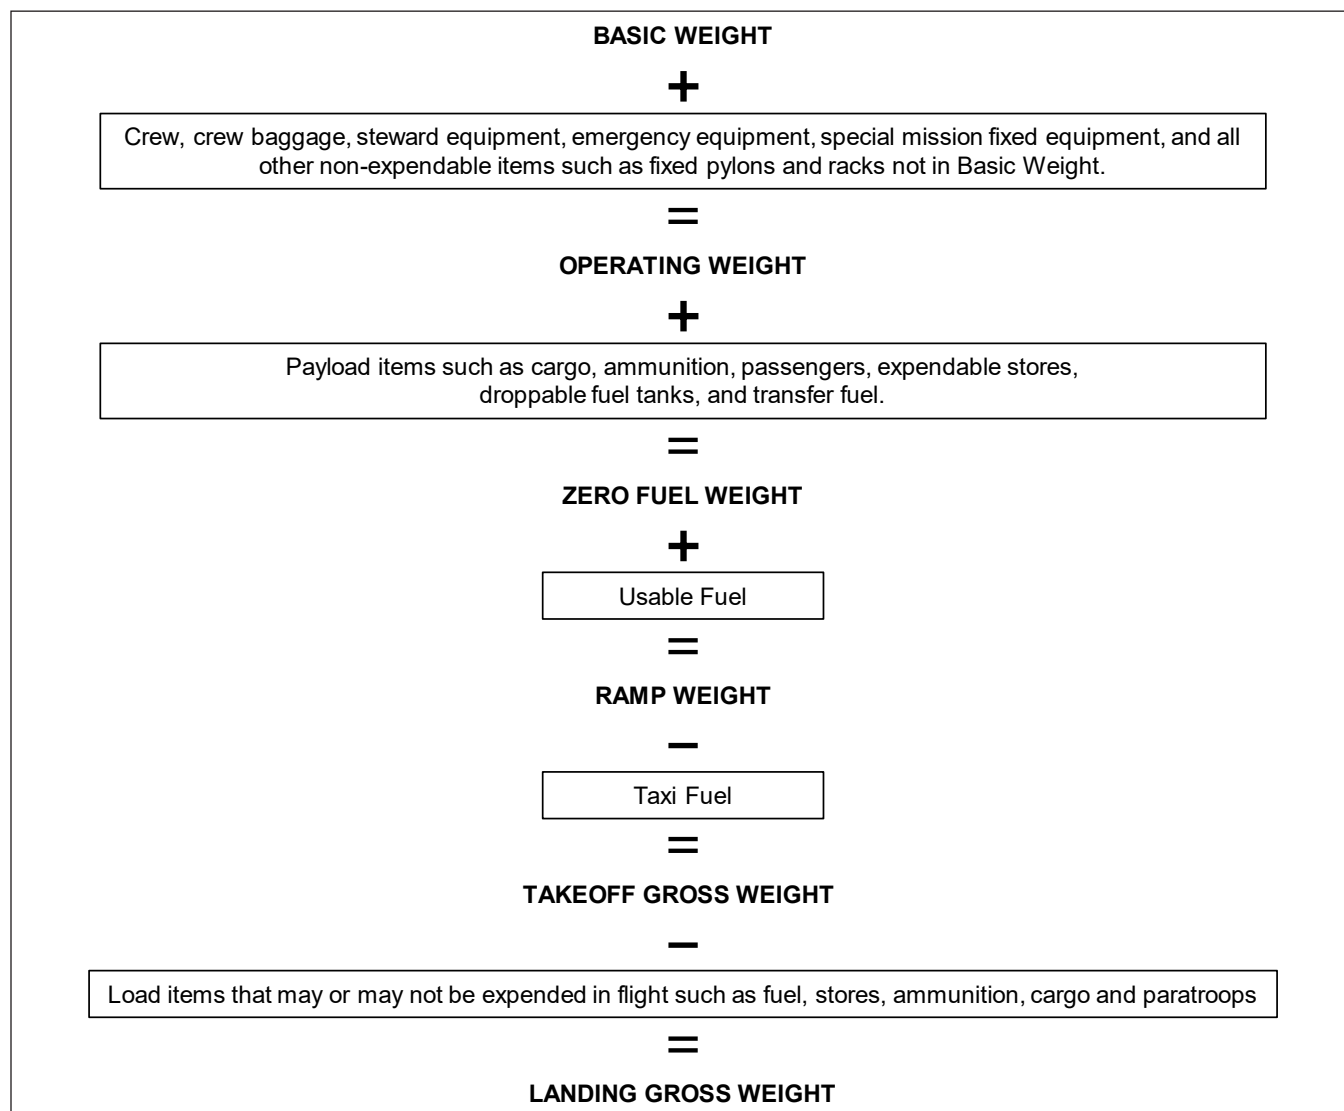 BASIC WEIGHT
+
Crew, crew baggage, steward equipment, emergency equipment, special mission fixed equipment, and all
other non-expendable items such as fixed pylons and racks not in Basic Weight.
=
OPERATING WEIGHT
+
Payload items such as cargo, ammunition, passengers, expendable stores,
droppable fuel tanks, and transfer fuel.
=
ZERO FUEL WEIGHT
+
Usable Fuel
=
RAMP WEIGHT
−
Taxi Fuel
=
TAKEOFF GROSS WEIGHT
−
Load items that may or may not be expended in flight such as fuel, stores, ammunition, cargo and paratroops
=
LANDING GROSS WEIGHT